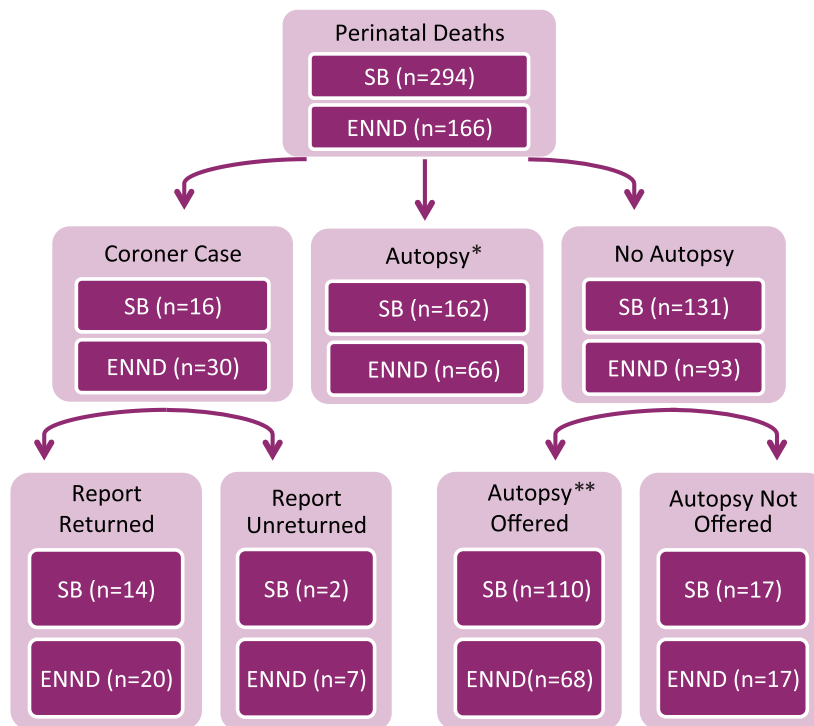 Perinatal Deaths
SB (n=294)
ENND (n=166)
Coroner Case
SB (n=16)
ENND (n=30)
Autopsy*
SB (n=162)
ENND (n=66)
No Autopsy
SB (n=131)
ENND (n=93)
Report
Returned
SB (n=14)
ENND (n=20)
Report
Unreturned
SB (n=2)
ENND (n=7)
Autopsy**
Offered
SB (n=110)
ENND(n=68)
Autopsy Not
Offered
SB (n=17)
ENND (n=17)